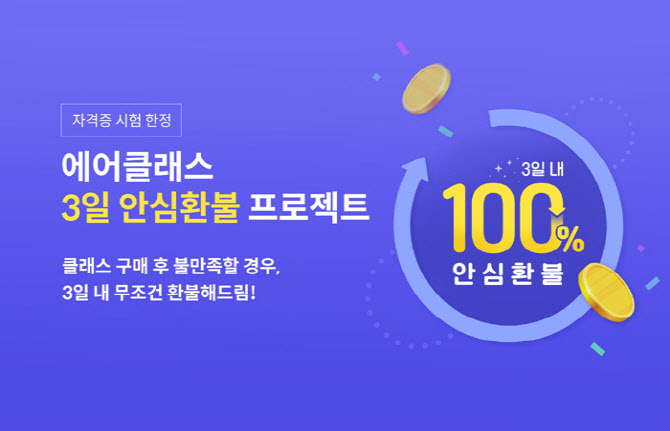 자격증 시험 한정
에어클래스
3일 안심환불 프로젝트
클래스 구매 후 불만족할 경우,
3일 내 무조건 환불해드림!
3일 내
100%
안심환불